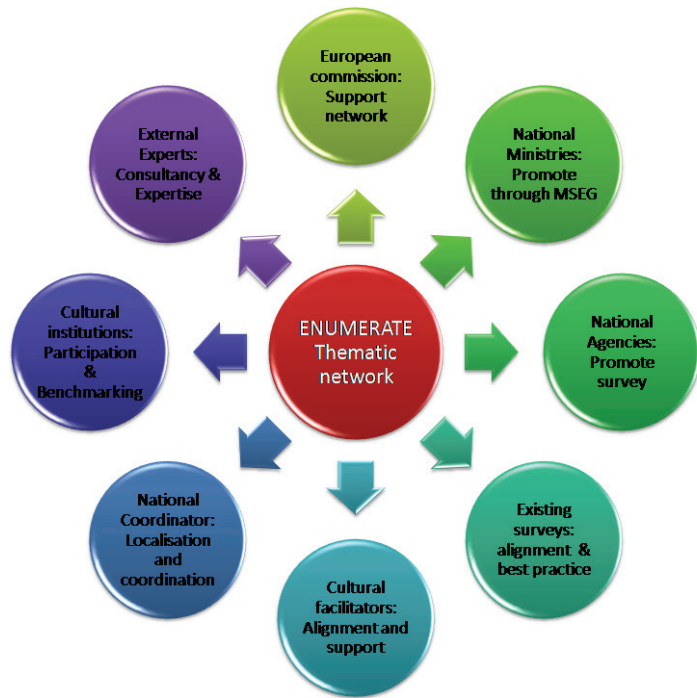 European
commission:
Support
network
National
Ministries:
Promote
through MSEG
National
Agencies:
Promote
survey
Existing
surveys:
alignment &
best practice
Cultural
facilitators:
Alignment and
support
National
Coordinator:
Localisation
and
coordination
Cultural
institutions:
Participation
&
Benchmarking
External
Experts:
Consultancy &
Expertise
ENUMERATE
Thematic
network